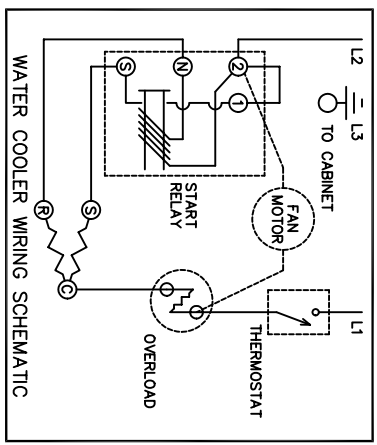 L2
L3
TO CABINET
L1
S
N
2
1
START
RELAY
FAN
MOTOR
THERMOSTAT
R
S
C
OVERLOAD
WATER COOLER WIRING SCHEMATIC